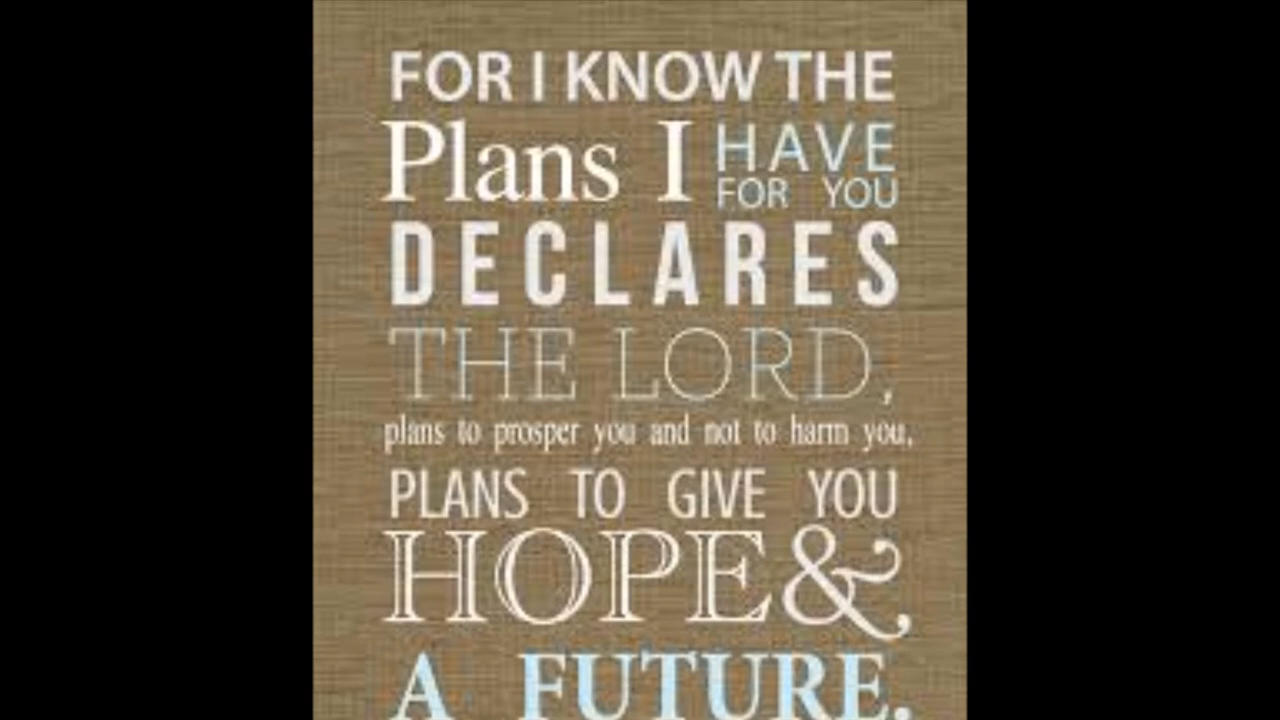 FOR I KNOW THE
Plans I HAVE
FOR YOU
DECLARES
THE LORD,
plans to prosper you and not to harm you,
PLANS TO GIVE YOU
HOPE &,
A FUTURE.